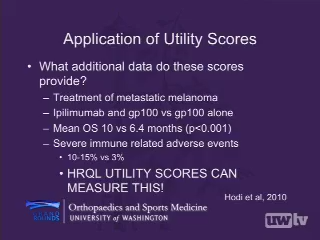 Application of Utility Scores
• What additional data do these scores
provide?
– Treatment of metastatic melanoma
– Ipilimumab and gp100 vs gp100 alone
– Mean OS 10 vs 6.4 months (p<0.001)
– Severe immune related adverse events
• 10-15% vs 3%
• HRQL UTILITY SCORES CAN
MEASURE THIS!
Hodi et al, 2010
GRAND
ROUNDS
Orthopaedics and Sports Medicine
UNIVERSITY of WASHINGTON
uwtv